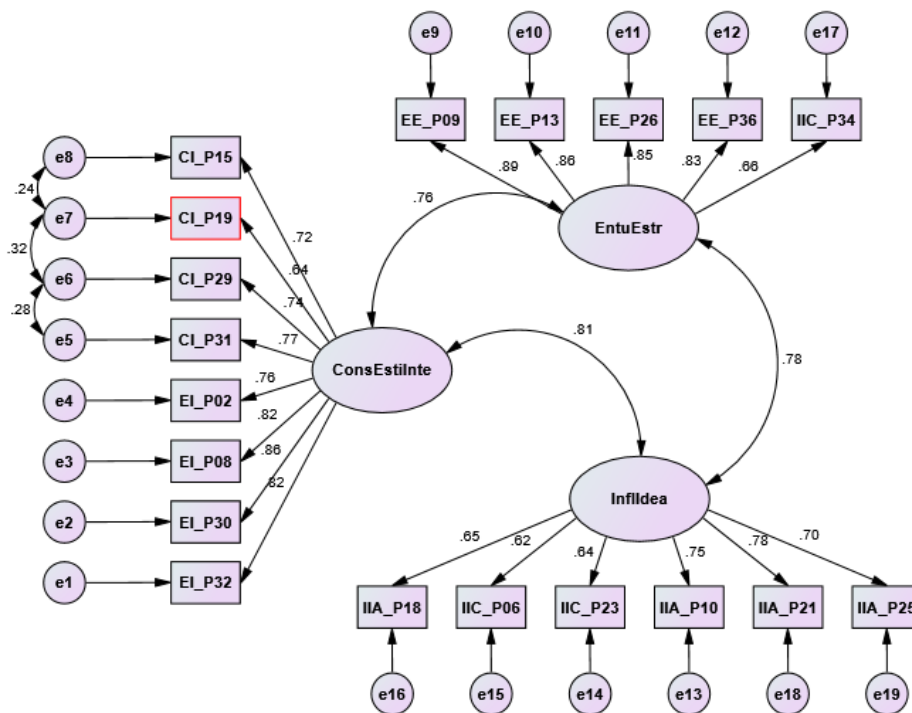 e9 e10 e11 e12 e17
EE_P09 EE_P13 EE_P26 EE_P36 IIC_P34
.89 .86 .85 .83 .66
EntuEstr
.76
e8 CI_P15
.24
e7 CI_P19
.32
e6 CI_P29
.28
e5 CI_P31
e4 EI_P02
e3 EI_P08
e2 EI_P30
e1 EI_P32
.72
.64
.74
.77
.76
.82
.86
.82
ConsEstiInte
.81
.78
InflIdea
.65 .62 .64 .75 .78 .70
IIA_P18 IIC_P06 IIC_P23 IIA_P10 IIA_P21 IIA_P25
e16 e15 e14 e13 e18 e19